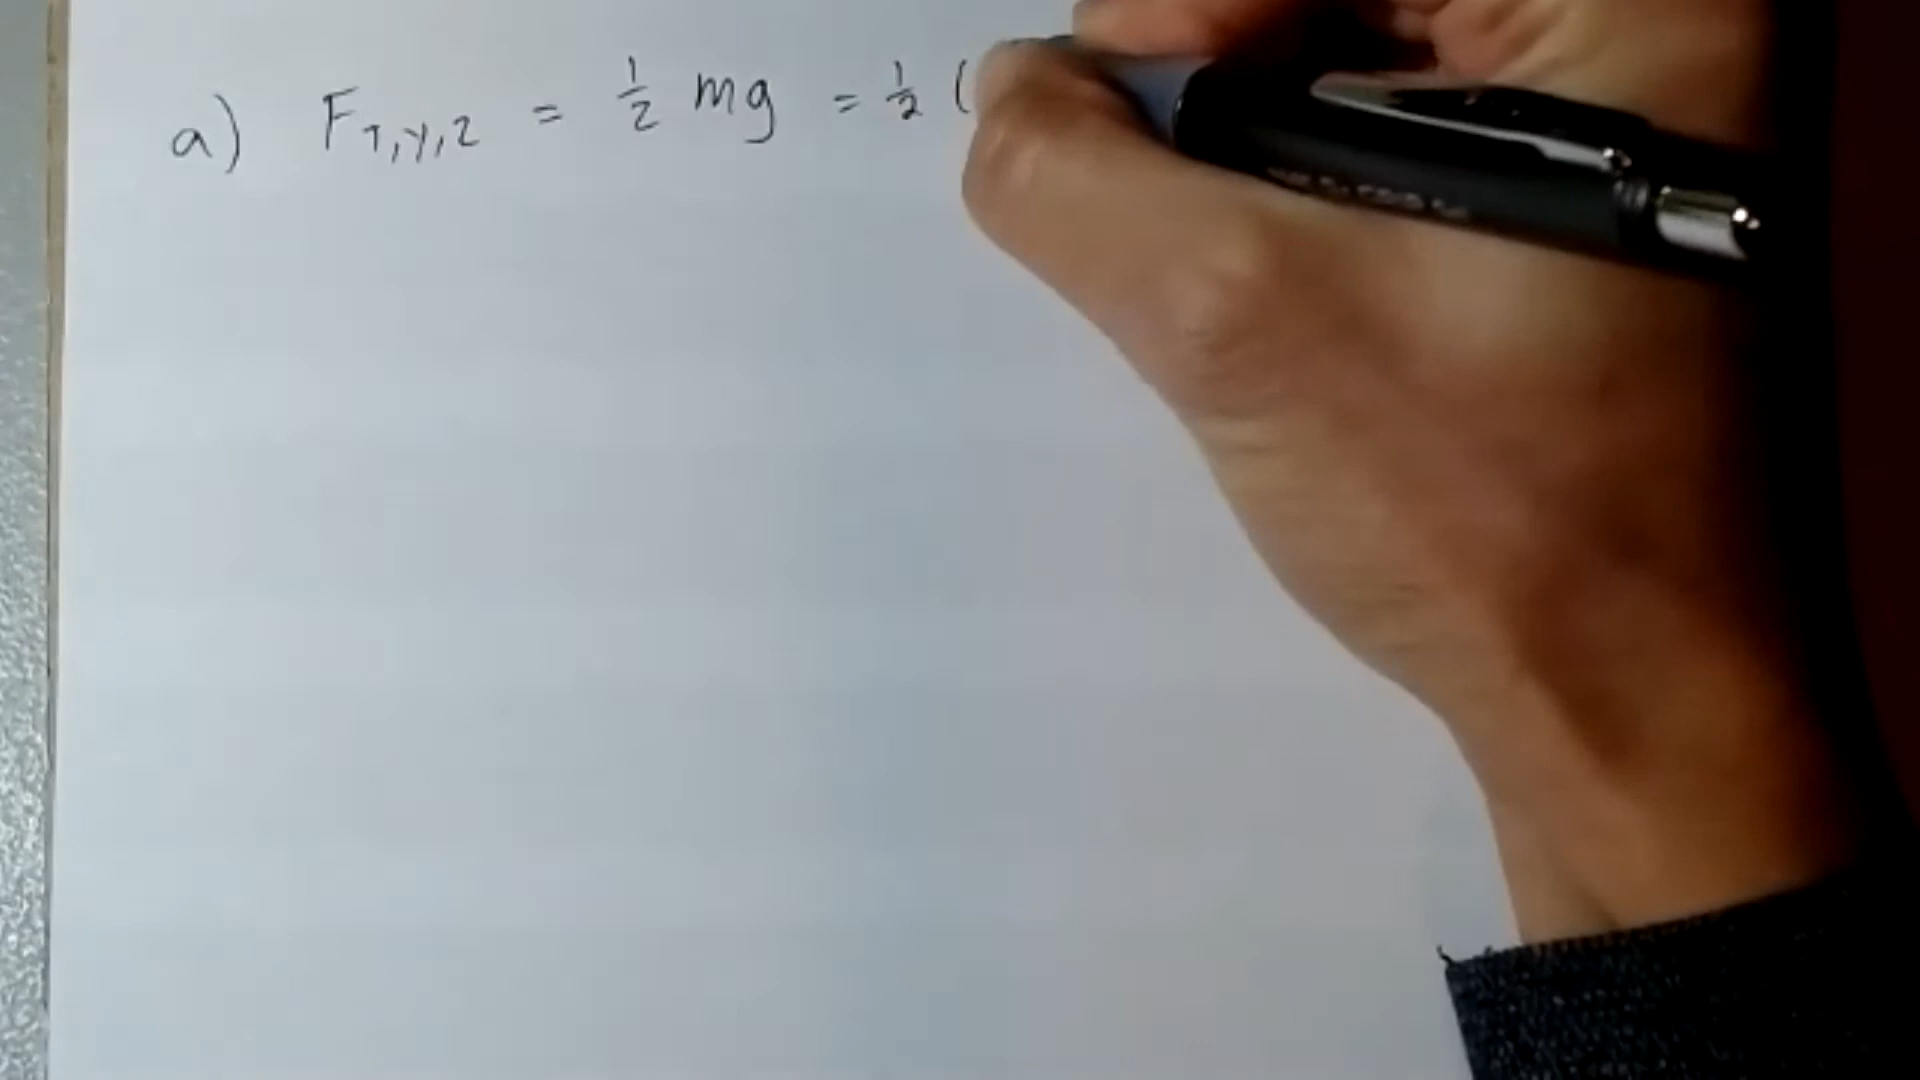 a) F_T,y,2 = 1/2 mg = 1/2 (